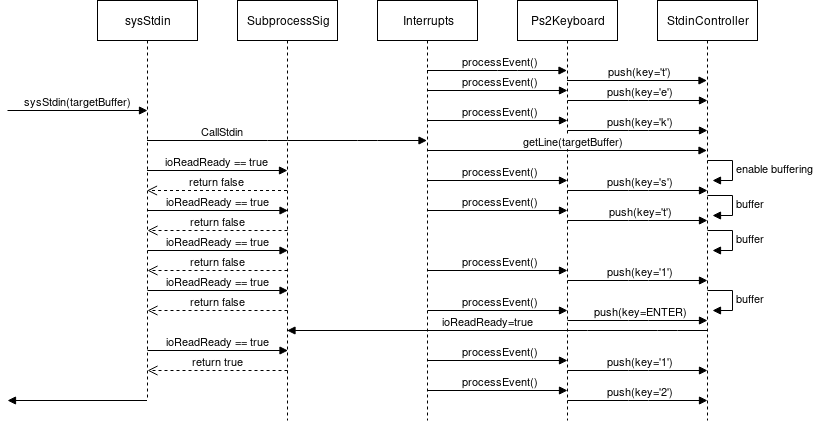 sysStdin
SubprocessSig
Interrupts
Ps2Keyboard
StdinController
processEvent()
push(key='t')
processEvent()
push(key='e')
sysStdin(targetBuffer)
processEvent()
push(key='k')
CallStdin
getLine(targetBuffer)
ioReadReady == true
enable buffering
processEvent()
return false
push(key='s')
ioReadReady == true
processEvent()
buffer
push(key='t')
return false
ioReadReady == true
buffer
return false
processEvent()
push(key='1')
ioReadReady == true
buffer
return false
processEvent()
push(key=ENTER)
ioReadReady=true
ioReadReady == true
processEvent()
return true
push(key='1')
processEvent()
push(key='2')